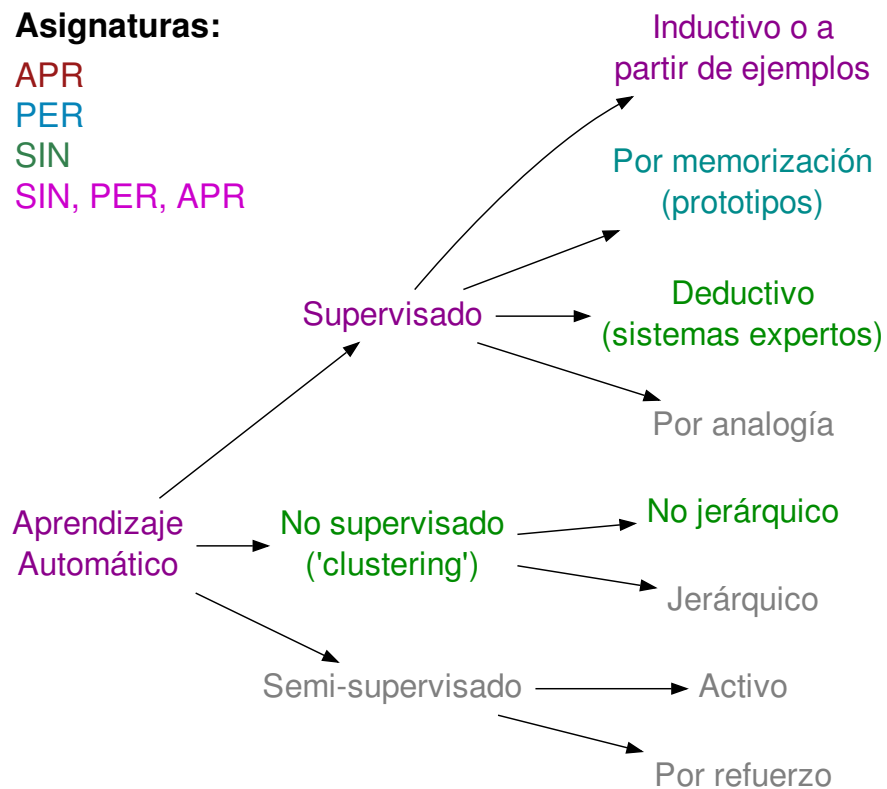 Asignaturas:
APR
PER
SIN
SIN, PER, APR
Inductivo o a
partir de ejemplos
Por memorización
(prototipos)
Supervisado
Deductivo
(sistemas expertos)
Por analogía
Aprendizaje
Automático
No supervisado
('clustering')
No jerárquico
Jerárquico
Semi-supervisado
Activo
Por refuerzo